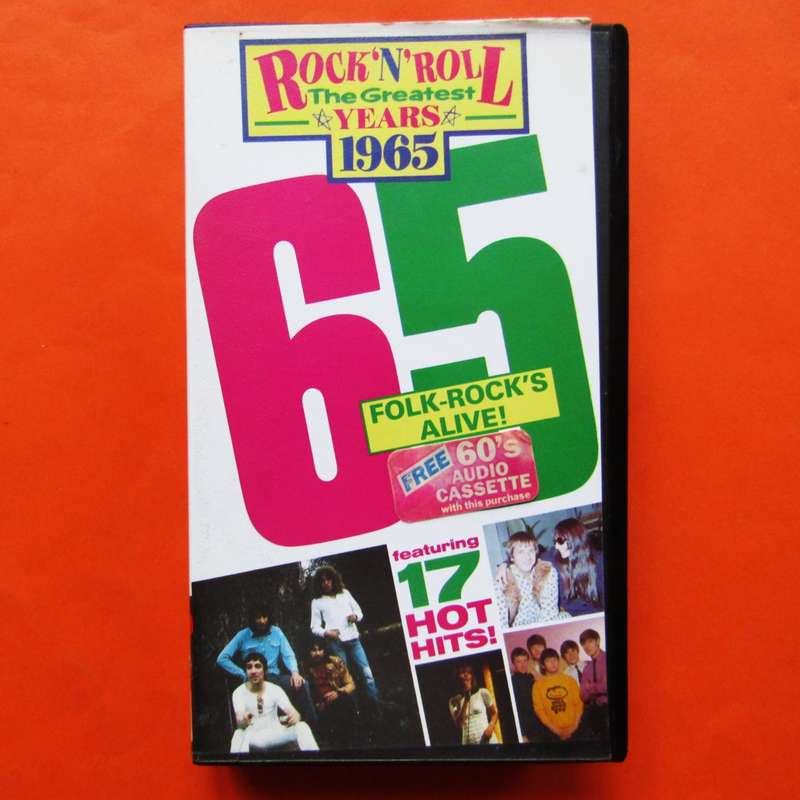 ROCK 'N' ROLL
The Greatest
YEARS
1965
65
FOLK-ROCK'S
ALIVE!
FREE 60's
AUDIO
CASSETTE
with this purchase
featuring
17
HOT
HITS!